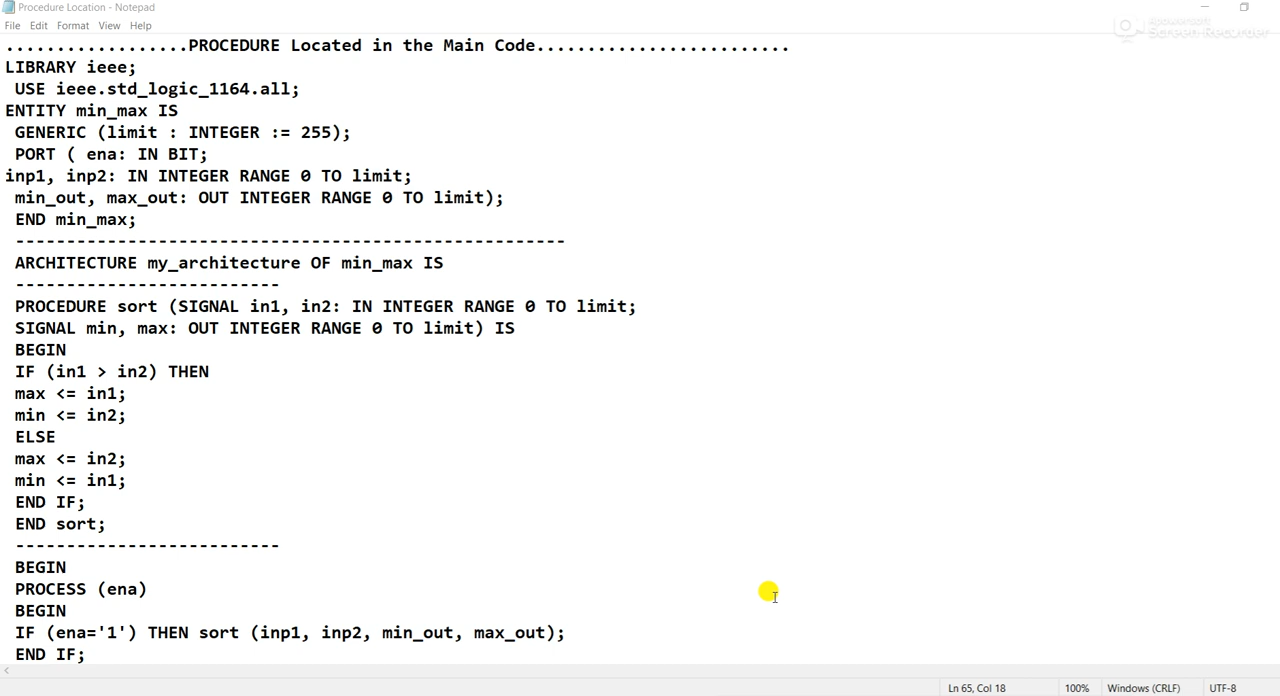 Procedure Location - Notepad
File Edit Format View Help
Apowersoft
Screen Recorder
..................PROCEDURE Located in the Main Code.........................
LIBRARY ieee;
USE ieee.std_logic_1164.all;
ENTITY min_max IS
GENERIC (limit : INTEGER := 255);
PORT ( ena: IN BIT;
inp1, inp2: IN INTEGER RANGE 0 TO limit;
min_out, max_out: OUT INTEGER RANGE 0 TO limit);
END min_max;
------------------------------------------------------
ARCHITECTURE my_architecture OF min_max IS
--------------------------
PROCEDURE sort (SIGNAL in1, in2: IN INTEGER RANGE 0 TO limit;
SIGNAL min, max: OUT INTEGER RANGE 0 TO limit) IS
BEGIN
IF (in1 > in2) THEN
max <= in1;
min <= in2;
ELSE
max <= in2;
min <= in1;
END IF;
END sort;
--------------------------
BEGIN
PROCESS (ena)
BEGIN
IF (ena='1') THEN sort (inp1, inp2, min_out, max_out);
END IF;
Ln 65, Col 18 100% Windows (CRLF) UTF-8